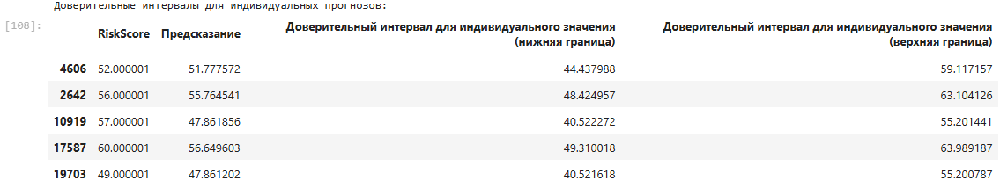 Доверительные интервалы для индивидуальных прогнозов:
[108]:
RiskScore Предсказание Доверительный интервал для индивидуального значения (нижняя граница) Доверительный интервал для индивидуального значения (верхняя граница)
4606 52.000001 51.777572 44.437988 59.117157
2642 56.000001 55.764541 48.424957 63.104126
10919 57.000001 47.861856 40.522272 55.201441
17587 60.000001 56.649603 49.310018 63.989187
19703 49.000001 47.861202 40.521618 55.200787